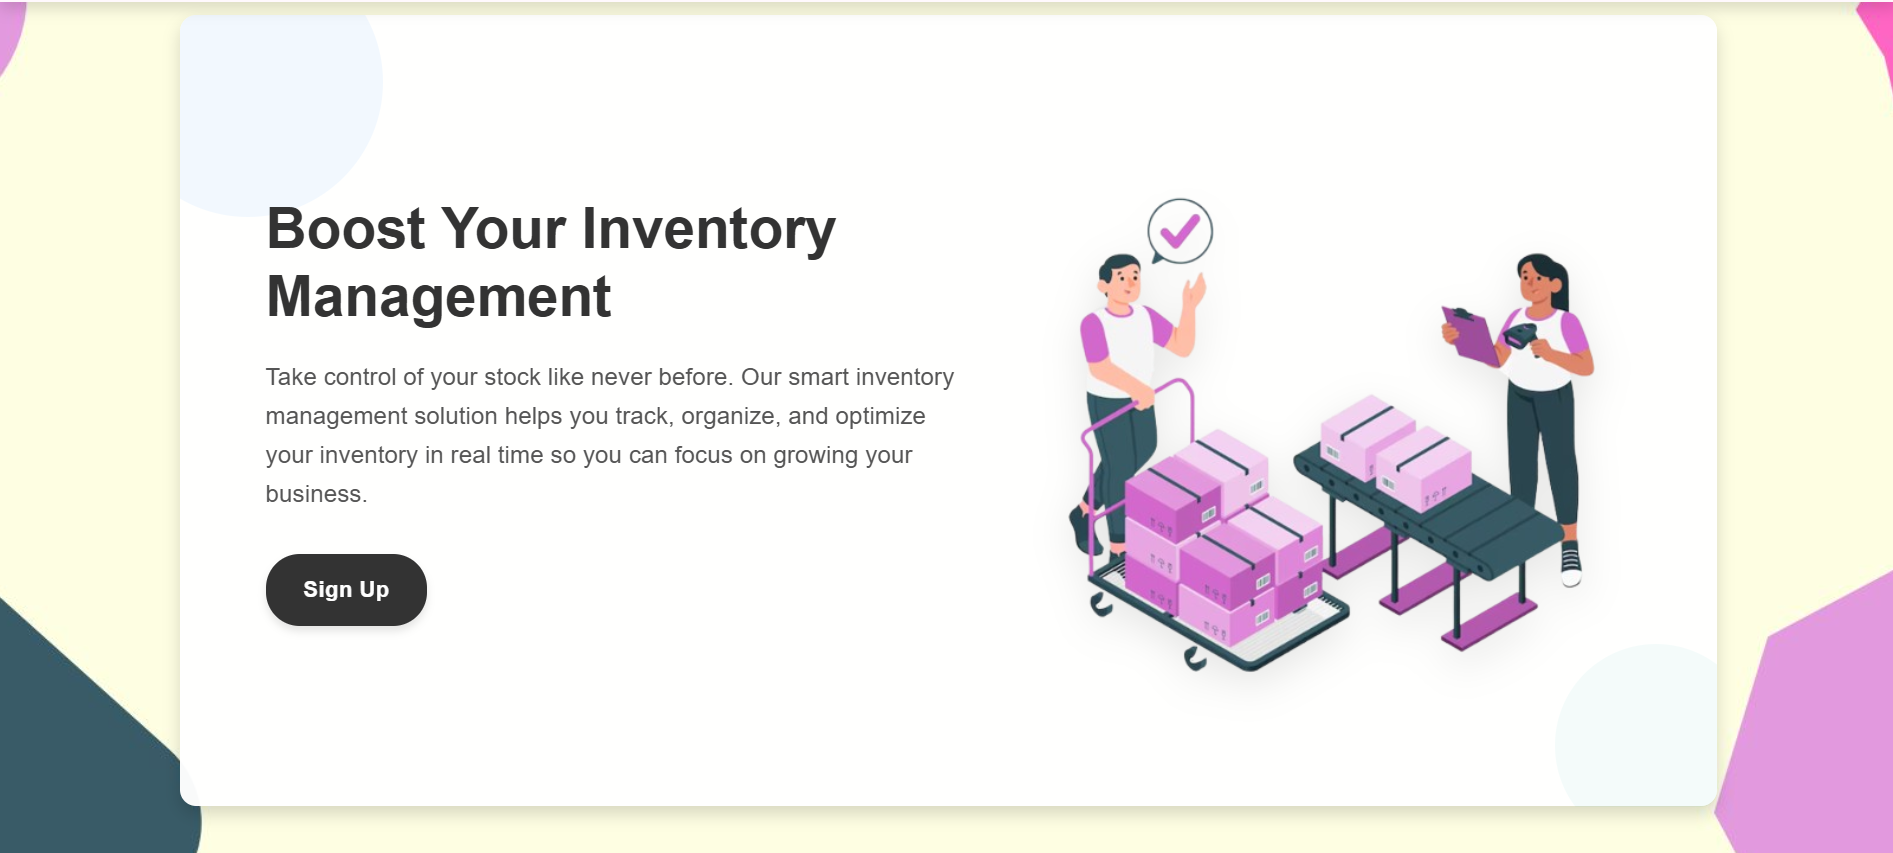 Boost Your Inventory
Management
Take control of your stock like never before. Our smart inventory
management solution helps you track, organize, and optimize
your inventory in real time so you can focus on growing your
business.
Sign Up